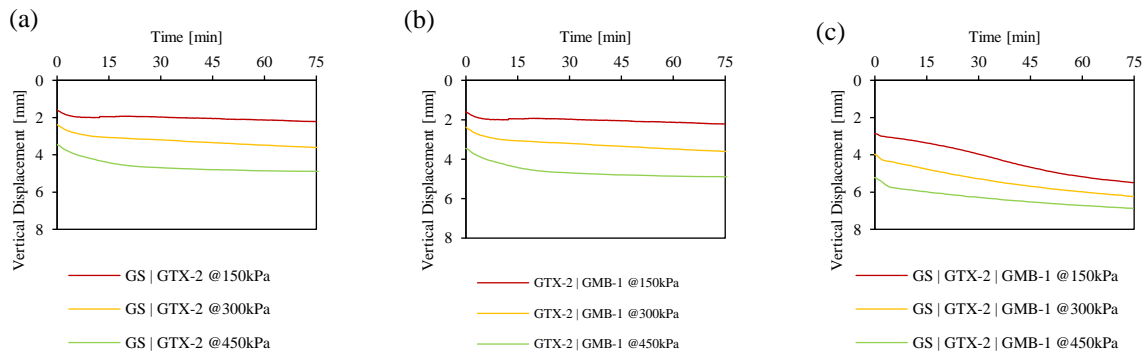 (a)
Time [min]
0 15 30 45 60 75
Vertical Displacement [mm]
0
2
4
6
8
GS | GTX-2 @150kPa
GS | GTX-2 @300kPa
GS | GTX-2 @450kPa
(b)
Time [min]
0 15 30 45 60 75
Vertical Displacement [mm]
0
2
4
6
8
GTX-2 | GMB-1 @150kPa
GTX-2 | GMB-1 @300kPa
GTX-2 | GMB-1 @450kPa
(c)
Time [min]
0 15 30 45 60 75
Vertical Displacement [mm]
0
2
4
6
8
GS | GTX-2 | GMB-1 @150kPa
GS | GTX-2 | GMB-1 @300kPa
GS | GTX-2 | GMB-1 @450kPa